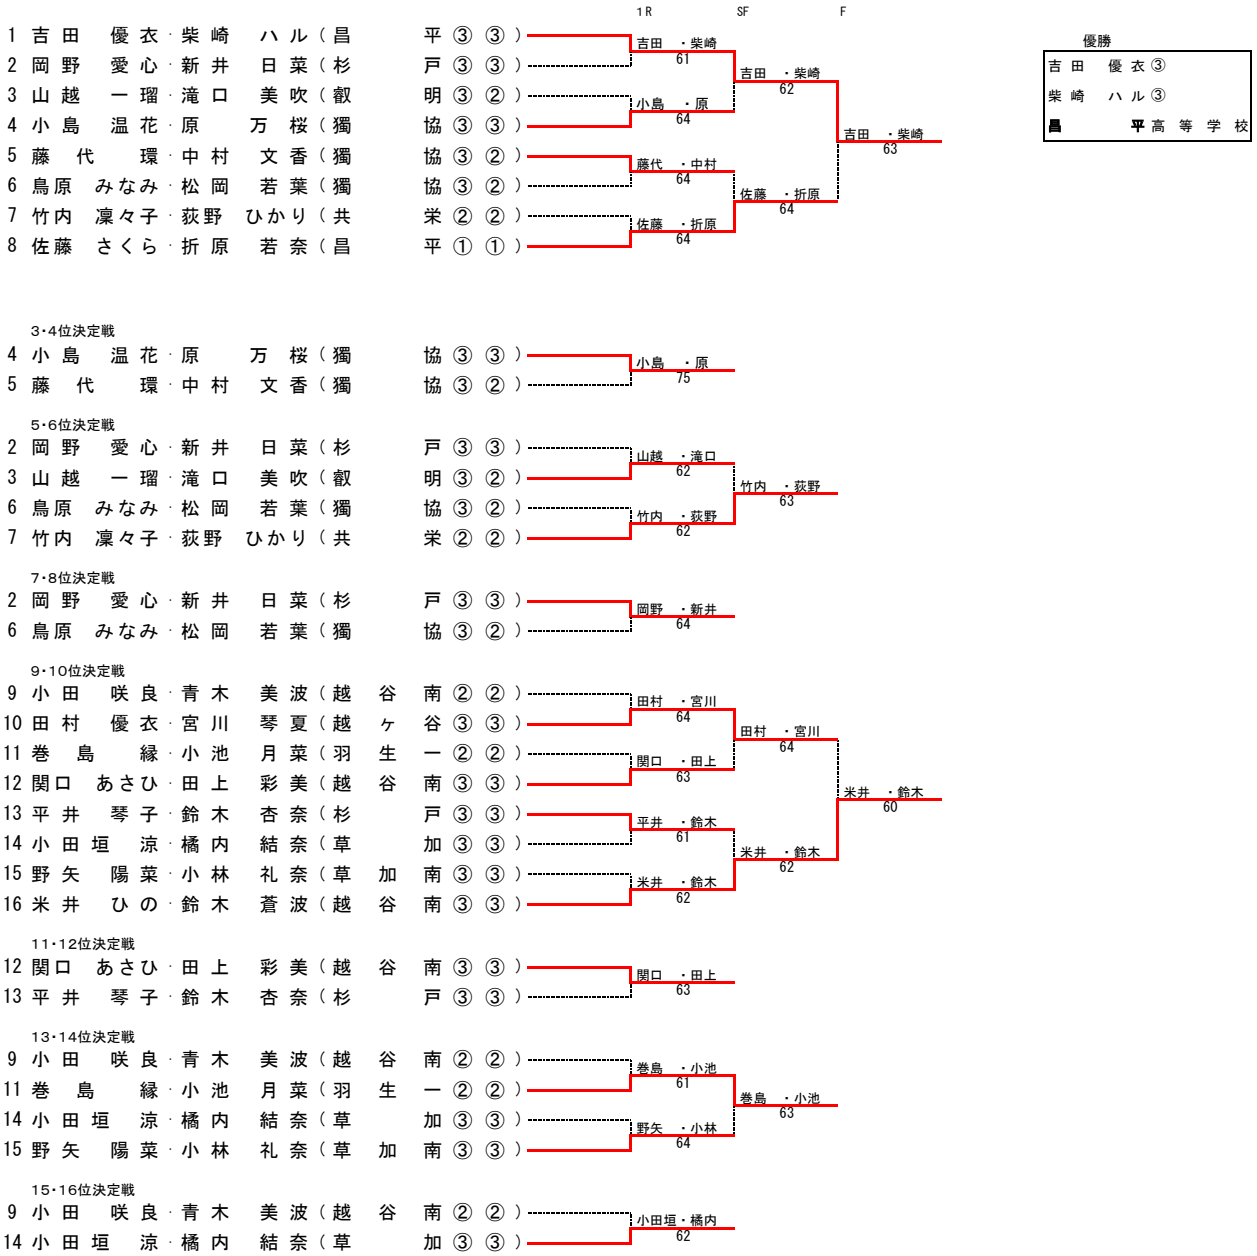 1R SF F
1 吉田 優衣・柴崎 ハル（昌 平 ③ ③）
2 岡野 愛心・新井 日菜（杉 戸 ③ ③）
3 山越 一瑠・滝口 美吹（叡 明 ③ ②）
4 小島 温花・原 万桜（獨 協 ③ ③）
5 藤代 環・中村 文香（獨 協 ③ ②）
6 鳥原 みなみ・松岡 若葉（獨 協 ③ ②）
7 竹内 凜々子・荻野 ひかり（共 栄 ② ②）
8 佐藤 さくら・折原 若奈（昌 平 ① ①）
吉田 ・柴崎
61
小島 ・原
64
藤代 ・中村
64
佐藤 ・折原
64
吉田 ・柴崎
62
佐藤 ・折原
64
吉田 ・柴崎
63
優勝
吉田 優衣③
柴崎 ハル③
昌 平高等学校
3・4位決定戦
4 小島 温花・原 万桜（獨 協 ③ ③）
5 藤代 環・中村 文香（獨 協 ③ ②）
小島 ・原
75
5・6位決定戦
2 岡野 愛心・新井 日菜（杉 戸 ③ ③）
3 山越 一瑠・滝口 美吹（叡 明 ③ ②）
6 鳥原 みなみ・松岡 若葉（獨 協 ③ ②）
7 竹内 凜々子・荻野 ひかり（共 栄 ② ②）
山越 ・滝口
62
竹内 ・荻野
62
竹内 ・荻野
63
7・8位決定戦
2 岡野 愛心・新井 日菜（杉 戸 ③ ③）
6 鳥原 みなみ・松岡 若葉（獨 協 ③ ②）
岡野 ・新井
64
9・10位決定戦
9 小田 咲良・青木 美波（越 谷 南 ② ②）
10 田村 優衣・宮川 琴夏（越 ヶ 谷 ③ ③）
11 巻島 縁・小池 月菜（羽 生 一 ② ②）
12 関口 あさひ・田上 彩美（越 谷 南 ③ ③）
13 平井 琴子・鈴木 杏奈（杉 戸 ③ ③）
14 小田垣 涼・橘内 結奈（草 加 ③ ③）
15 野矢 陽菜・小林 礼奈（草 加 南 ③ ③）
16 米井 ひの・鈴木 蒼波（越 谷 南 ③ ③）
田村 ・宮川
64
関口 ・田上
63
平井 ・鈴木
61
米井 ・鈴木
62
田村 ・宮川
64
米井 ・鈴木
62
米井 ・鈴木
60
11・12位決定戦
12 関口 あさひ・田上 彩美（越 谷 南 ③ ③）
13 平井 琴子・鈴木 杏奈（杉 戸 ③ ③）
関口 ・田上
63
13・14位決定戦
9 小田 咲良・青木 美波（越 谷 南 ② ②）
11 巻島 縁・小池 月菜（羽 生 一 ② ②）
14 小田垣 涼・橘内 結奈（草 加 ③ ③）
15 野矢 陽菜・小林 礼奈（草 加 南 ③ ③）
巻島 ・小池
61
野矢 ・小林
64
巻島 ・小池
63
15・16位決定戦
9 小田 咲良・青木 美波（越 谷 南 ② ②）
14 小田垣 涼・橘内 結奈（草 加 ③ ③）
小田垣・橘内
62